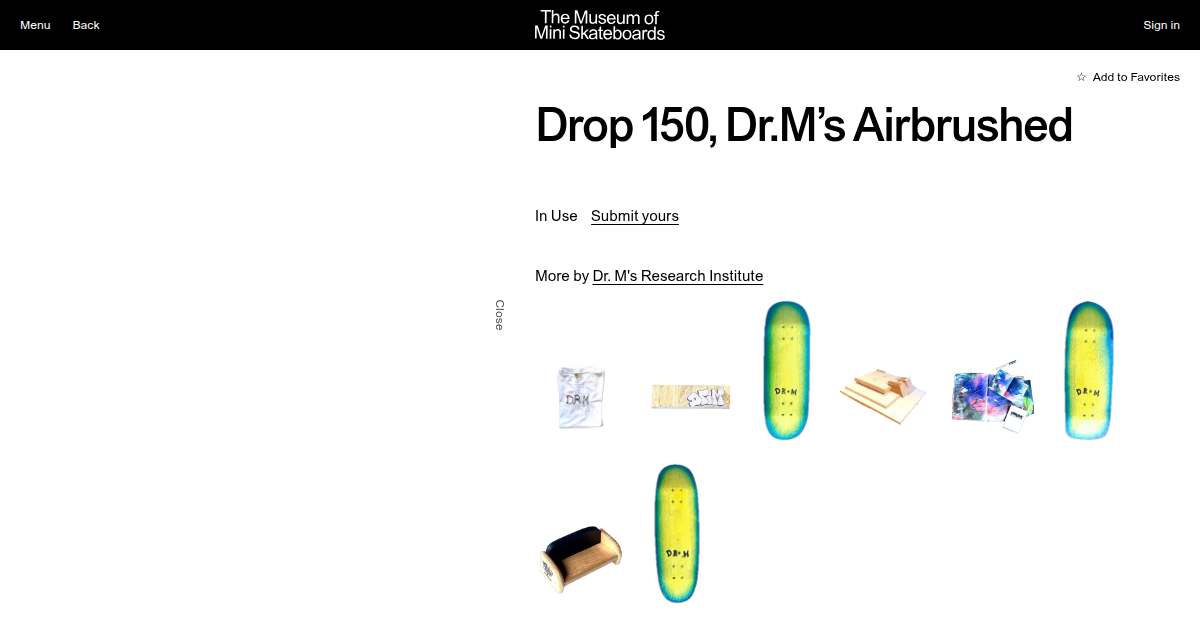 Menu Back
The Museum of
Mini Skateboards
Sign in
☆ Add to Favorites
Drop 150, Dr.M’s Airbrushed
In Use Submit yours
More by Dr. M's Research Institute
Close
DR.M
DR.M
DR.M
DR.M